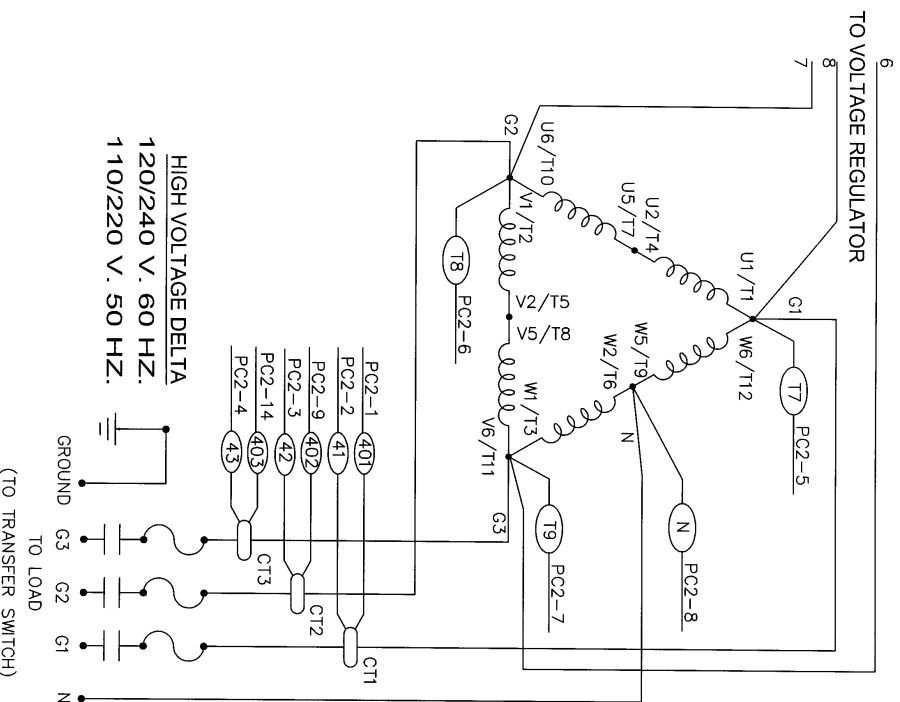 TO VOLTAGE REGULATOR
6
8
7
G2
U6/T10
U2/T4
U5/T7
U1/T1
G1
V1/T2
V2/T5
V5/T8
W6/T12
W5/T9
W2/T6
W1/T3
V6/T11
N
G3
T8
PC2-6
T7
PC2-5
N
PC2-8
T9
PC2-7
HIGH VOLTAGE DELTA
120/240 V. 60 HZ.
110/220 V. 50 HZ.
PC2-1
PC2-2
PC2-9
PC2-3
PC2-14
PC2-4
401
41
402
42
403
43
CT3
CT2
CT1
GROUND
G3
G2
G1
N
TO LOAD
(TO TRANSFER SWITCH)